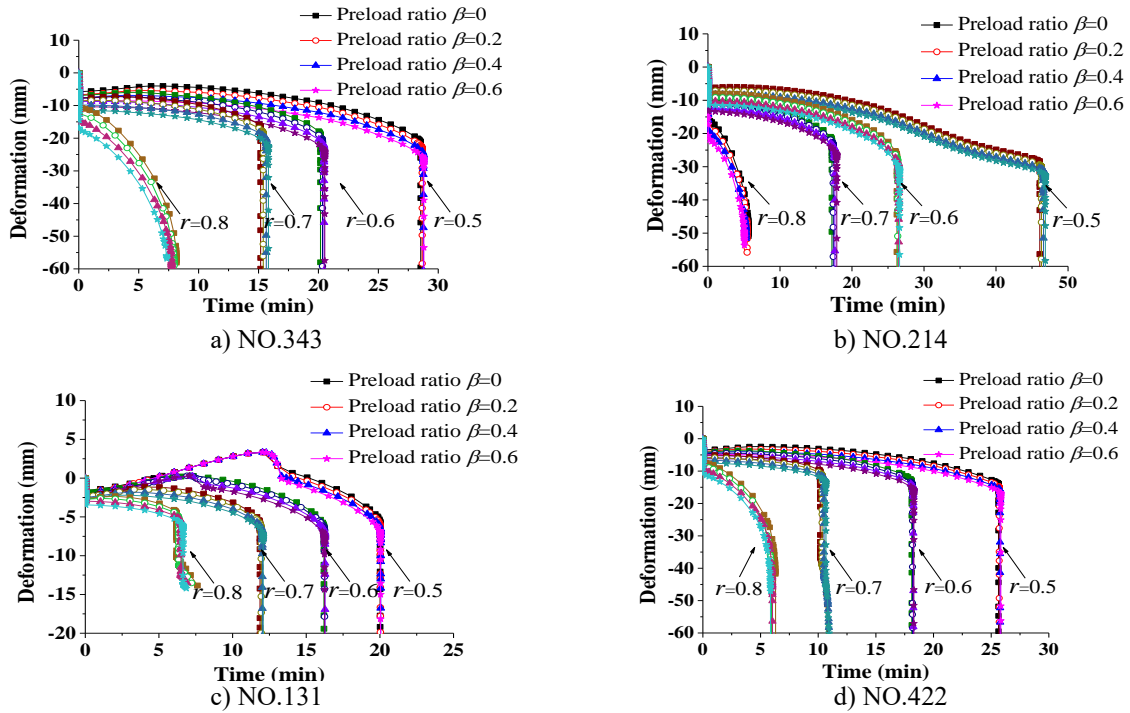 Preload ratio β=0
Preload ratio β=0.2
Preload ratio β=0.4
Preload ratio β=0.6
10
0
-10
-20
-30
-40
-50
-60
Deformation (mm)
r=0.8
r=0.7
r=0.6
r=0.5
0 5 10 15 20 25 30
Time (min)
a) NO.343
Preload ratio β=0
Preload ratio β=0.2
Preload ratio β=0.4
Preload ratio β=0.6
10
0
-10
-20
-30
-40
-50
-60
Deformation (mm)
r=0.8
r=0.7
r=0.6
r=0.5
0 10 20 30 40 50
Time (min)
b) NO.214
Preload ratio β=0
Preload ratio β=0.2
Preload ratio β=0.4
Preload ratio β=0.6
10
5
0
-5
-10
-15
-20
Deformation (mm)
r=0.8
r=0.7
r=0.6
r=0.5
0 5 10 15 20 25
Time (min)
c) NO.131
Preload ratio β=0
Preload ratio β=0.2
Preload ratio β=0.4
Preload ratio β=0.6
10
0
-10
-20
-30
-40
-50
-60
Deformation (mm)
r=0.8
r=0.7
r=0.6
r=0.5
0 5 10 15 20 25 30
Time (min)
d) NO.422